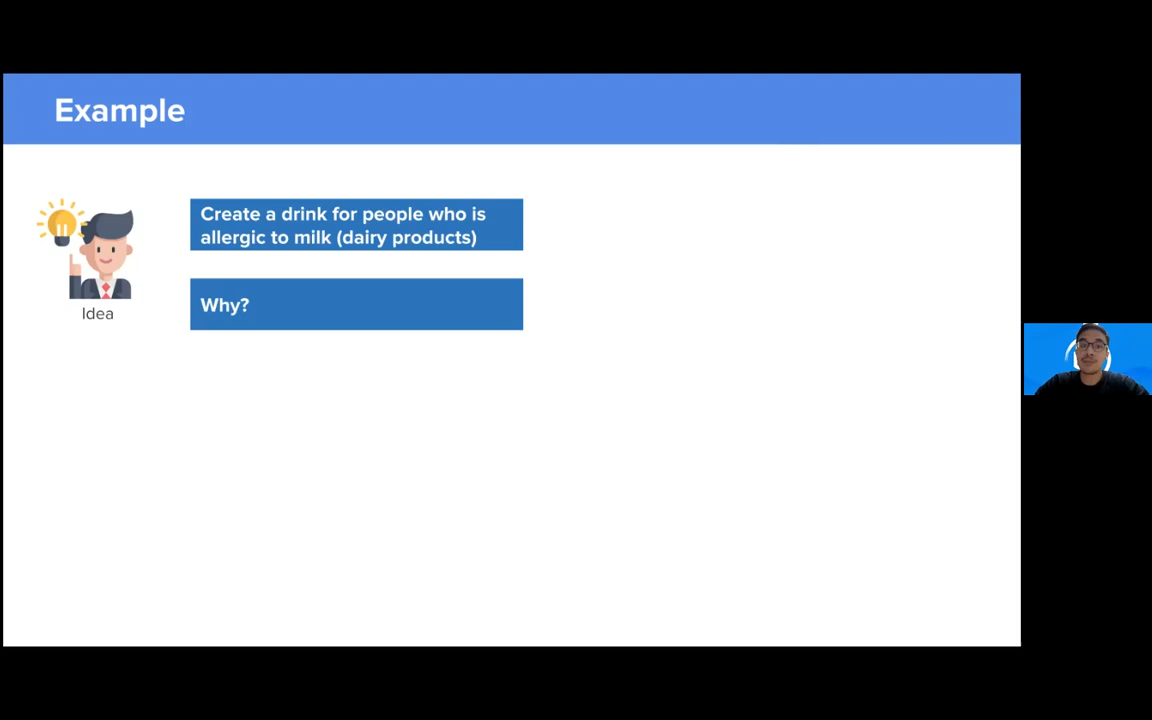 Example
Create a drink for people who is
allergic to milk (dairy products)
Why?
Idea